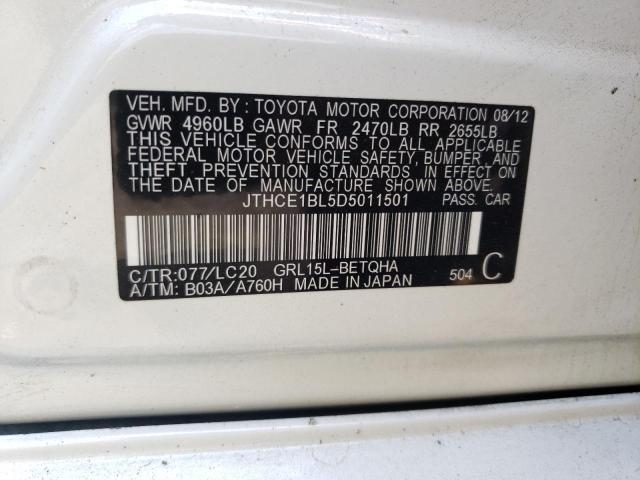 VEH. MFD. BY : TOYOTA MOTOR CORPORATION 08/12
GVWR 4960LB GAWR FR 2470LB RR 2655LB
THIS VEHICLE CONFORMS TO ALL APPLICABLE
FEDERAL MOTOR VEHICLE SAFETY, BUMPER, AND
THEFT PREVENTION STANDARDS IN EFFECT ON
THE DATE OF MANUFACTURE SHOWN ABOVE.
JTHCE1BL5D5011501 PASS. CAR
C/TR:077/LC20 GRL15L-BETQHA
A/TM: B03A/A760H MADE IN JAPAN 504 C